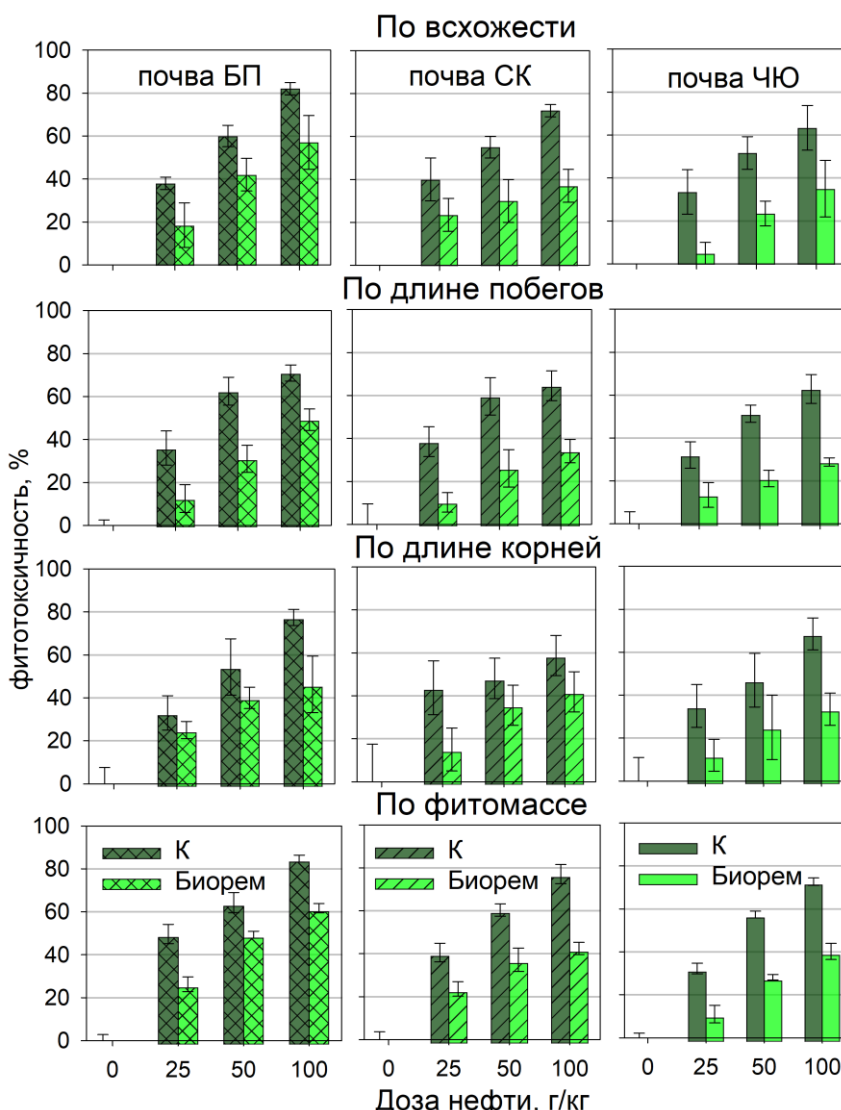 По всхожести
почва БП
почва СК
почва ЧЮ
100
80
60
40
20
0
По длине побегов
100
80
60
40
20
0
фитотоксичность, %
По длине корней
100
80
60
40
20
0
По фитомассе
100
80
60
40
20
0
К
Биорем
К
Биорем
К
Биорем
0 25 50 100
0 25 50 100
0 25 50 100
Доза нефти, г/кг